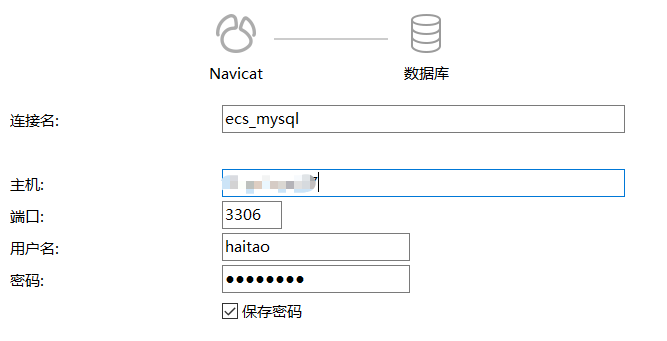 Navicat 数据库
连接名: ecs_mysql
主机:
端口: 3306
用户名: haitao
密码: ●●●●●●●●
保存密码